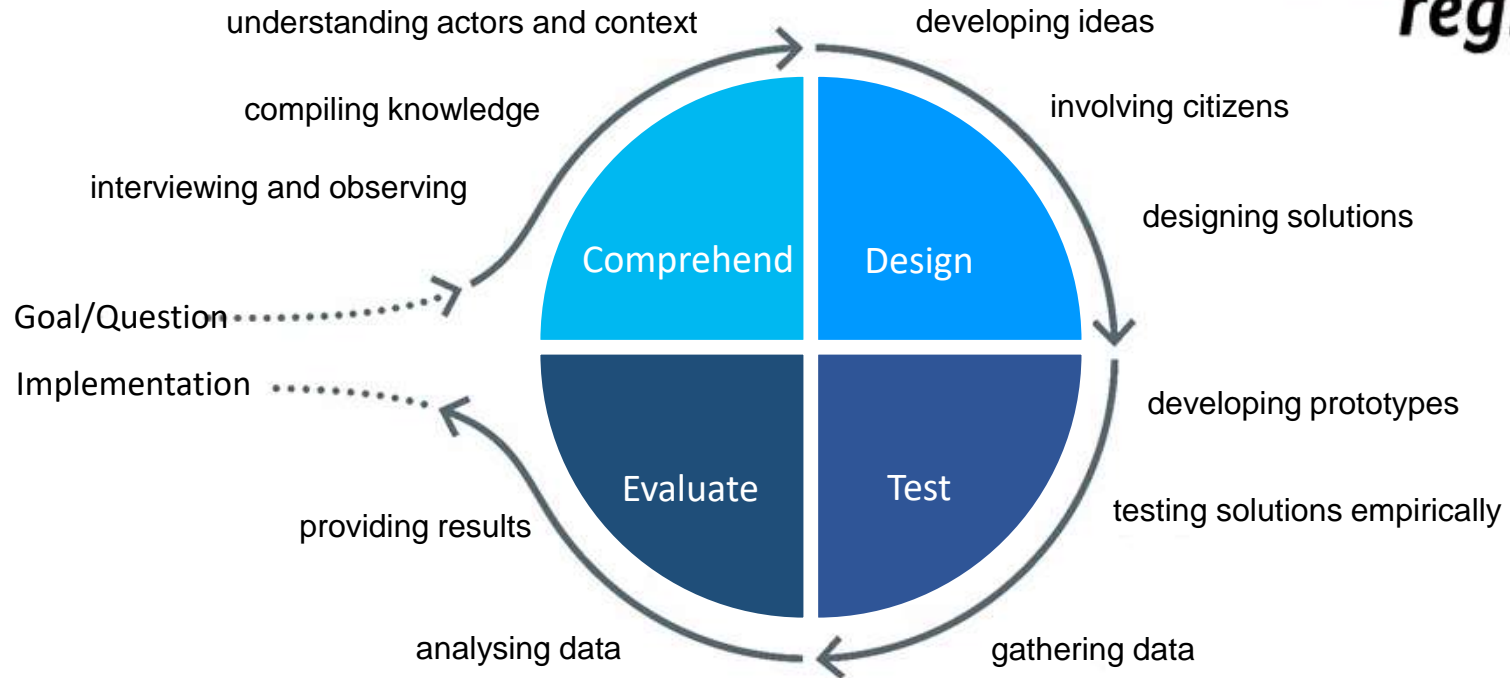 understanding actors and context
developing ideas
compiling knowledge
involving citizens
interviewing and observing
designing solutions
Comprehend
Design
Goal/Question
Implementation
developing prototypes
Evaluate
Test
testing solutions empirically
providing results
analysing data
gathering data